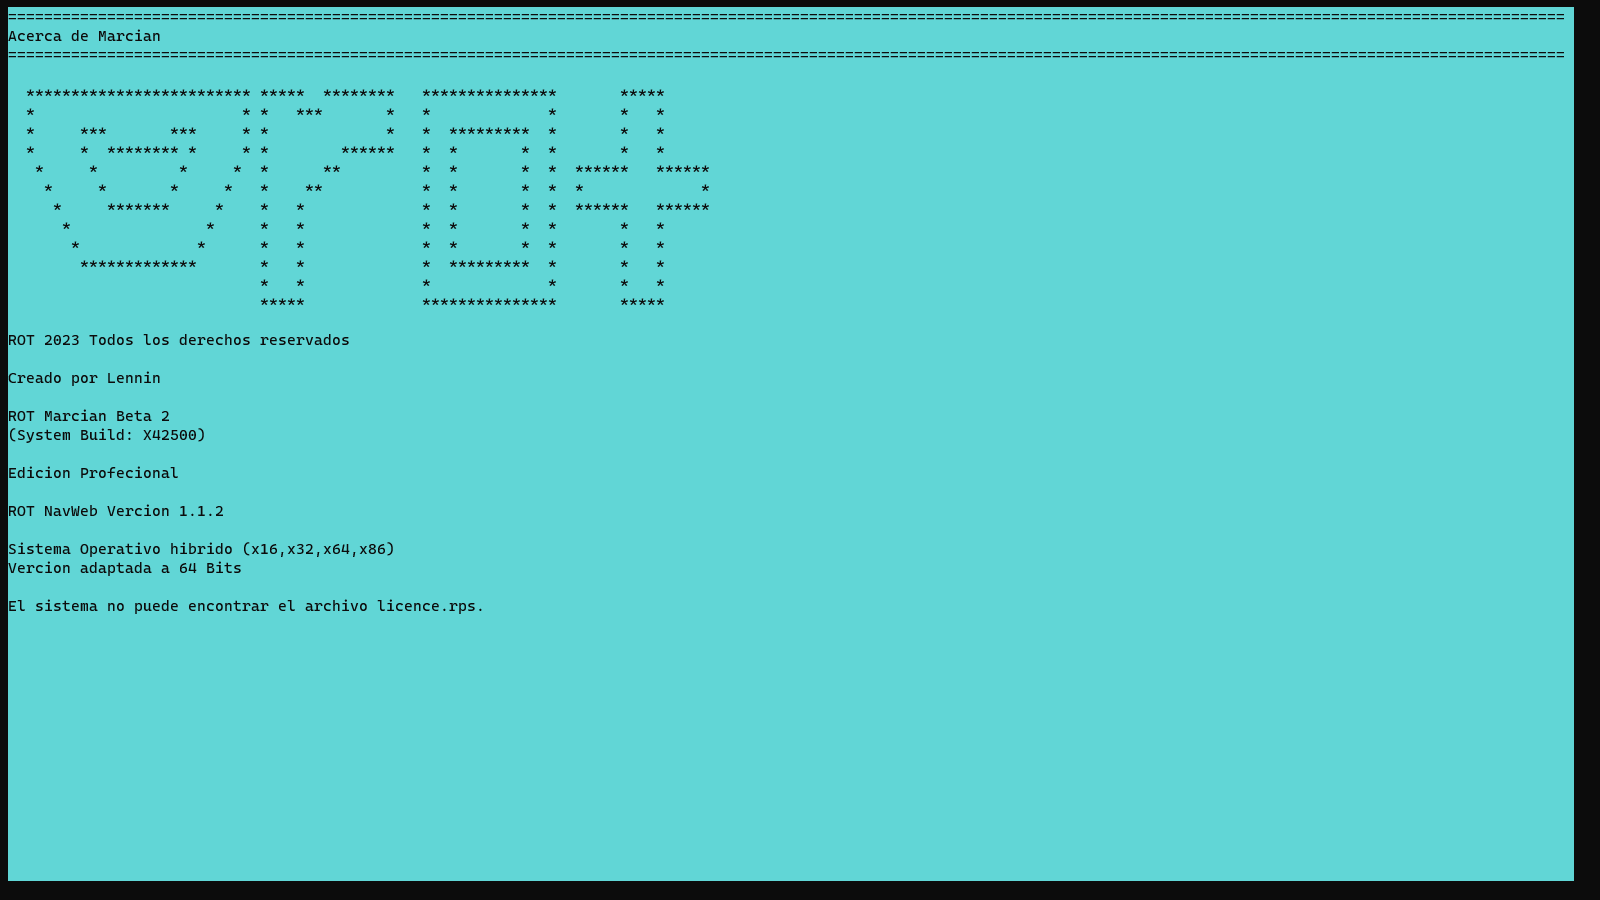 Acerca de Marcian
ROT 2023 Todos los derechos reservados
Creado por Lennin
ROT Marcian Beta 2
(System Build: X42500)
Edicion Profecional
ROT NavWeb Vercion 1.1.2
Sistema Operativo hibrido (x16,x32,x64,x86)
Vercion adaptada a 64 Bits
El sistema no puede encontrar el archivo licence.rps.